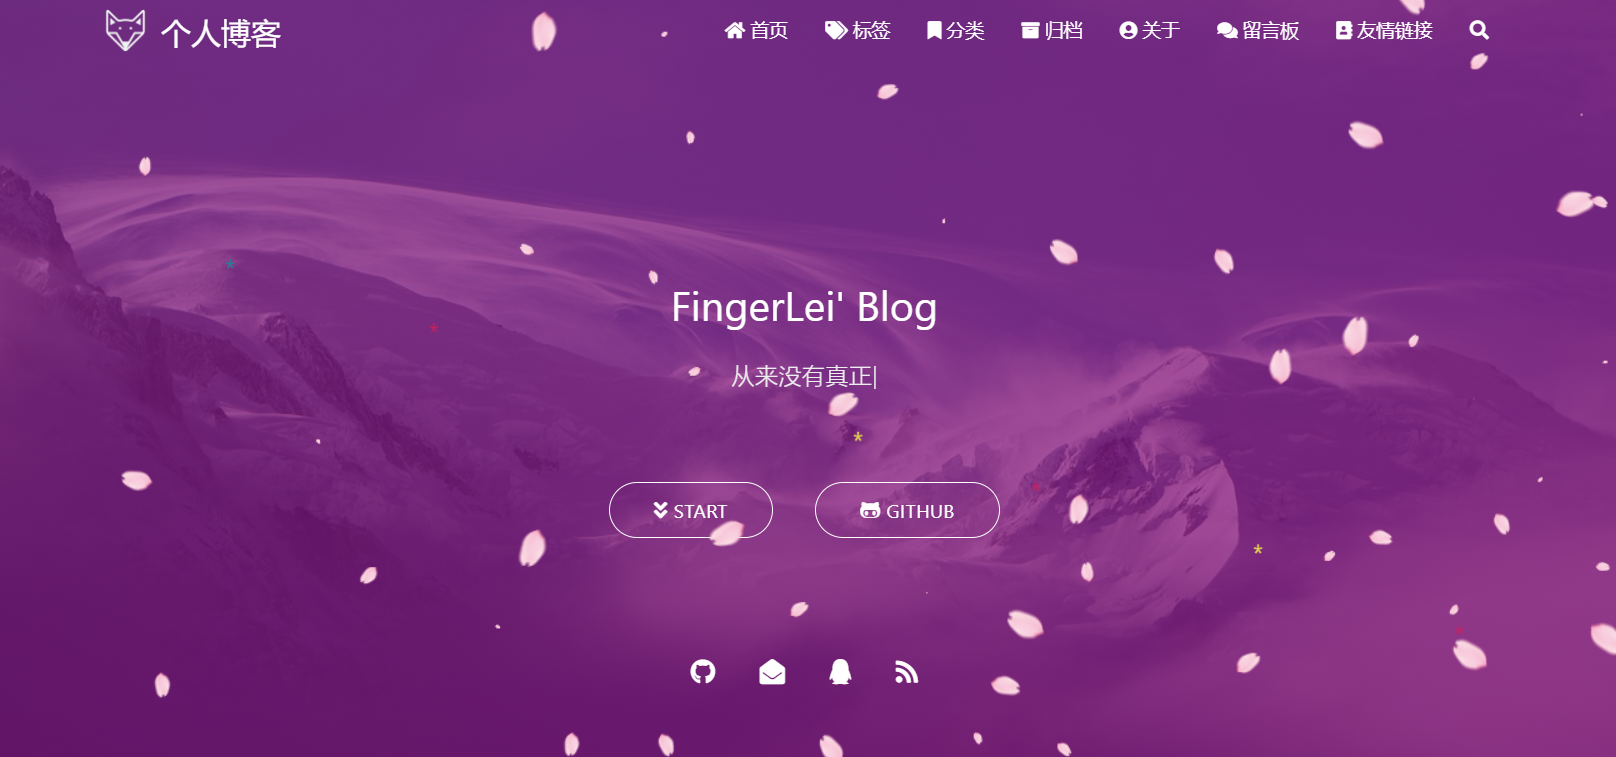 个人博客
首页 标签 分类 归档 关于 留言板 友情链接
FingerLei' Blog
从来没有真正|
START GITHUB